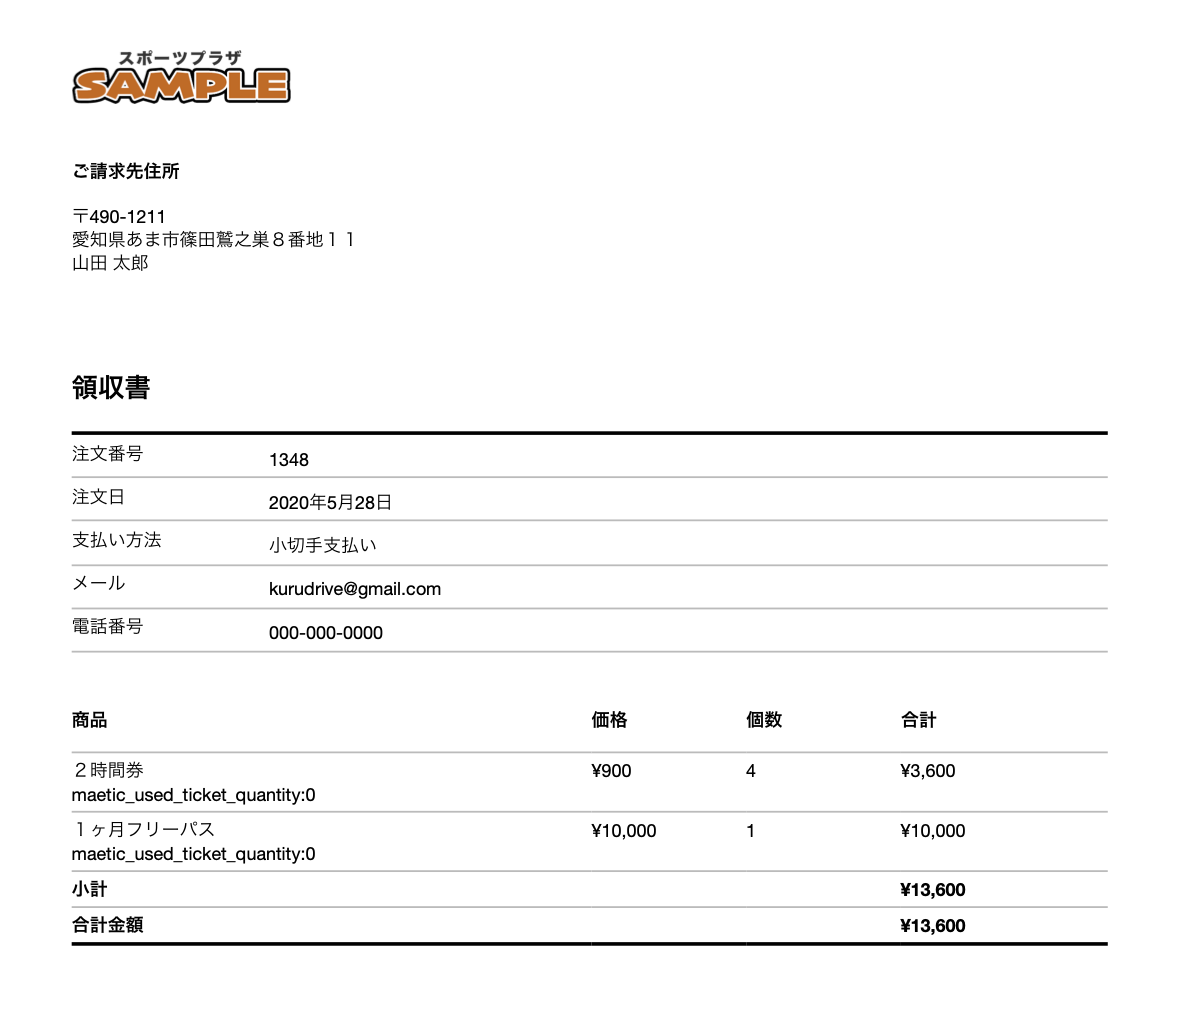 スポーツプラザ
SAMPLE
ご請求先住所
〒490-1211
愛知県あま市篠田鷲之巣８番地１１
山田 太郎
領収書
注文番号 1348
注文日 2020年5月28日
支払い方法 小切手支払い
メール kurudrive@gmail.com
電話番号 000-000-0000
商品 価格 個数 合計
２時間券 ¥900 4 ¥3,600
maetic_used_ticket_quantity:0
１ヶ月フリーパス ¥10,000 1 ¥10,000
maetic_used_ticket_quantity:0
小計 ¥13,600
合計金額 ¥13,600